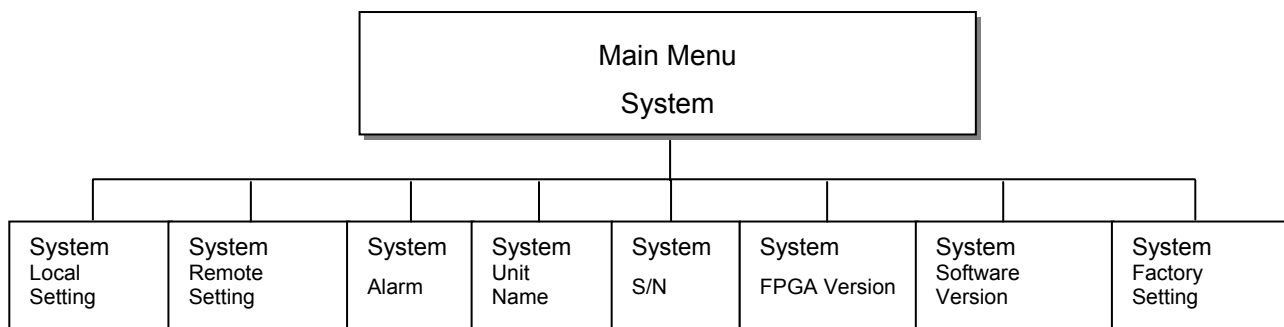 Main Menu
System
System
Local
Setting
System
Remote
Setting
System
Alarm
System
Unit
Name
System
S/N
System
FPGA Version
System
Software
Version
System
Factory
Setting